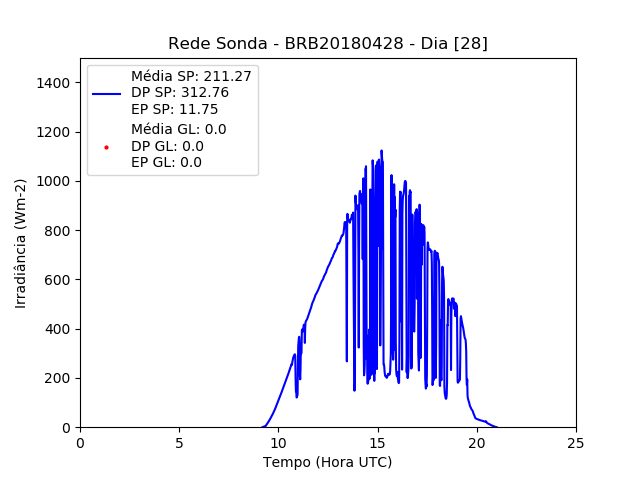 Rede Sonda - BRB20180428 - Dia [28]
Média SP: 211.27
DP SP: 312.76
EP SP: 11.75
Média GL: 0.0
DP GL: 0.0
EP GL: 0.0
1400
1200
1000
800
600
400
200
0
Irradiância (Wm-2)
0 5 10 15 20 25
Tempo (Hora UTC)